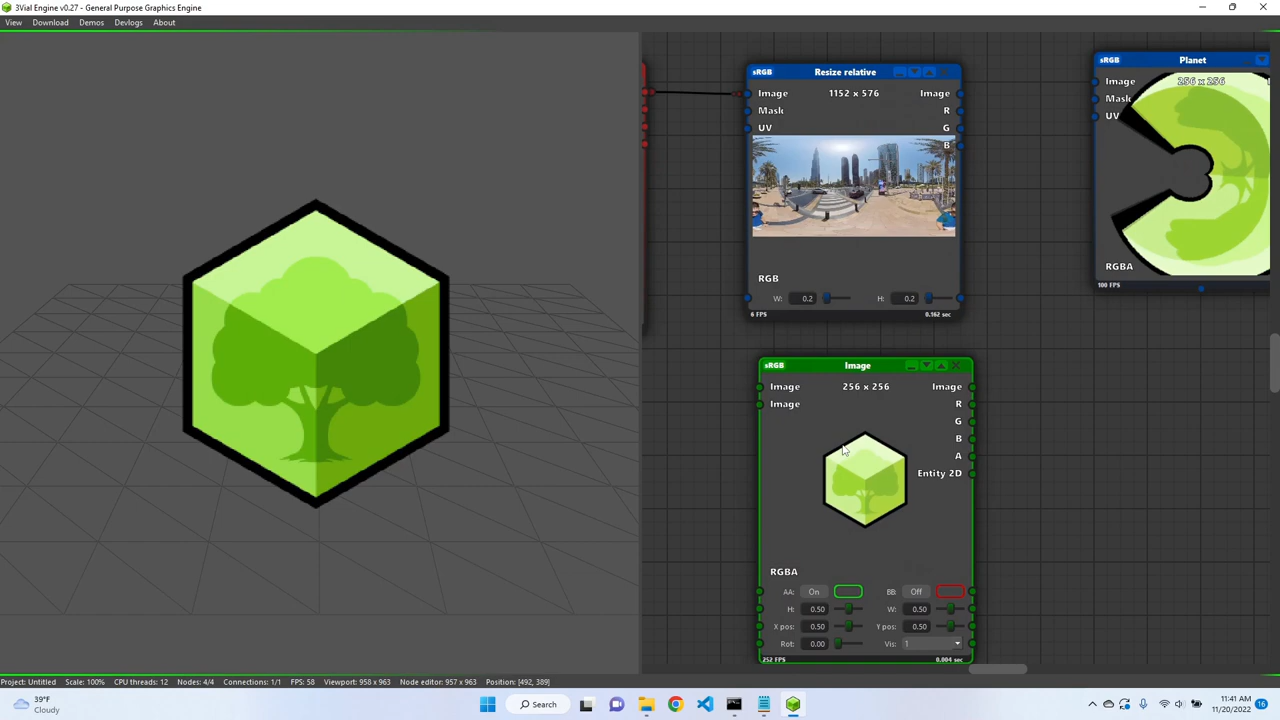 3Vial Engine v0.27 - General Purpose Graphics Engine
View Download Demos Devlogs About
sRGB Resize relative
Image 1152 x 576 Image
Mask R
UV G
B
RGB
W: 0.2 H: 0.2
6 FPS 0.162 sec
sRGB Planet
Image 256 x 256
Mask
UV
RGBA
100 FPS
sRGB Image
Image 256 x 256 Image
Image R
G
B
A
Entity 2D
RGBA
AA: On BB: Off
H: 0.50 W: 0.50
X pos: 0.50 Y pos: 0.50
Rot: 0.00 Vis: 1
252 FPS 0.004 sec
Project: Untitled Scale: 100% CPU threads: 12 Nodes: 4/4 Connections: 1/1 FPS: 58 Viewport: 958 x 963 Node editor: 957 x 963 Position: [492, 389]
39°F
Cloudy
Search
11:41 AM
11/20/2022
16